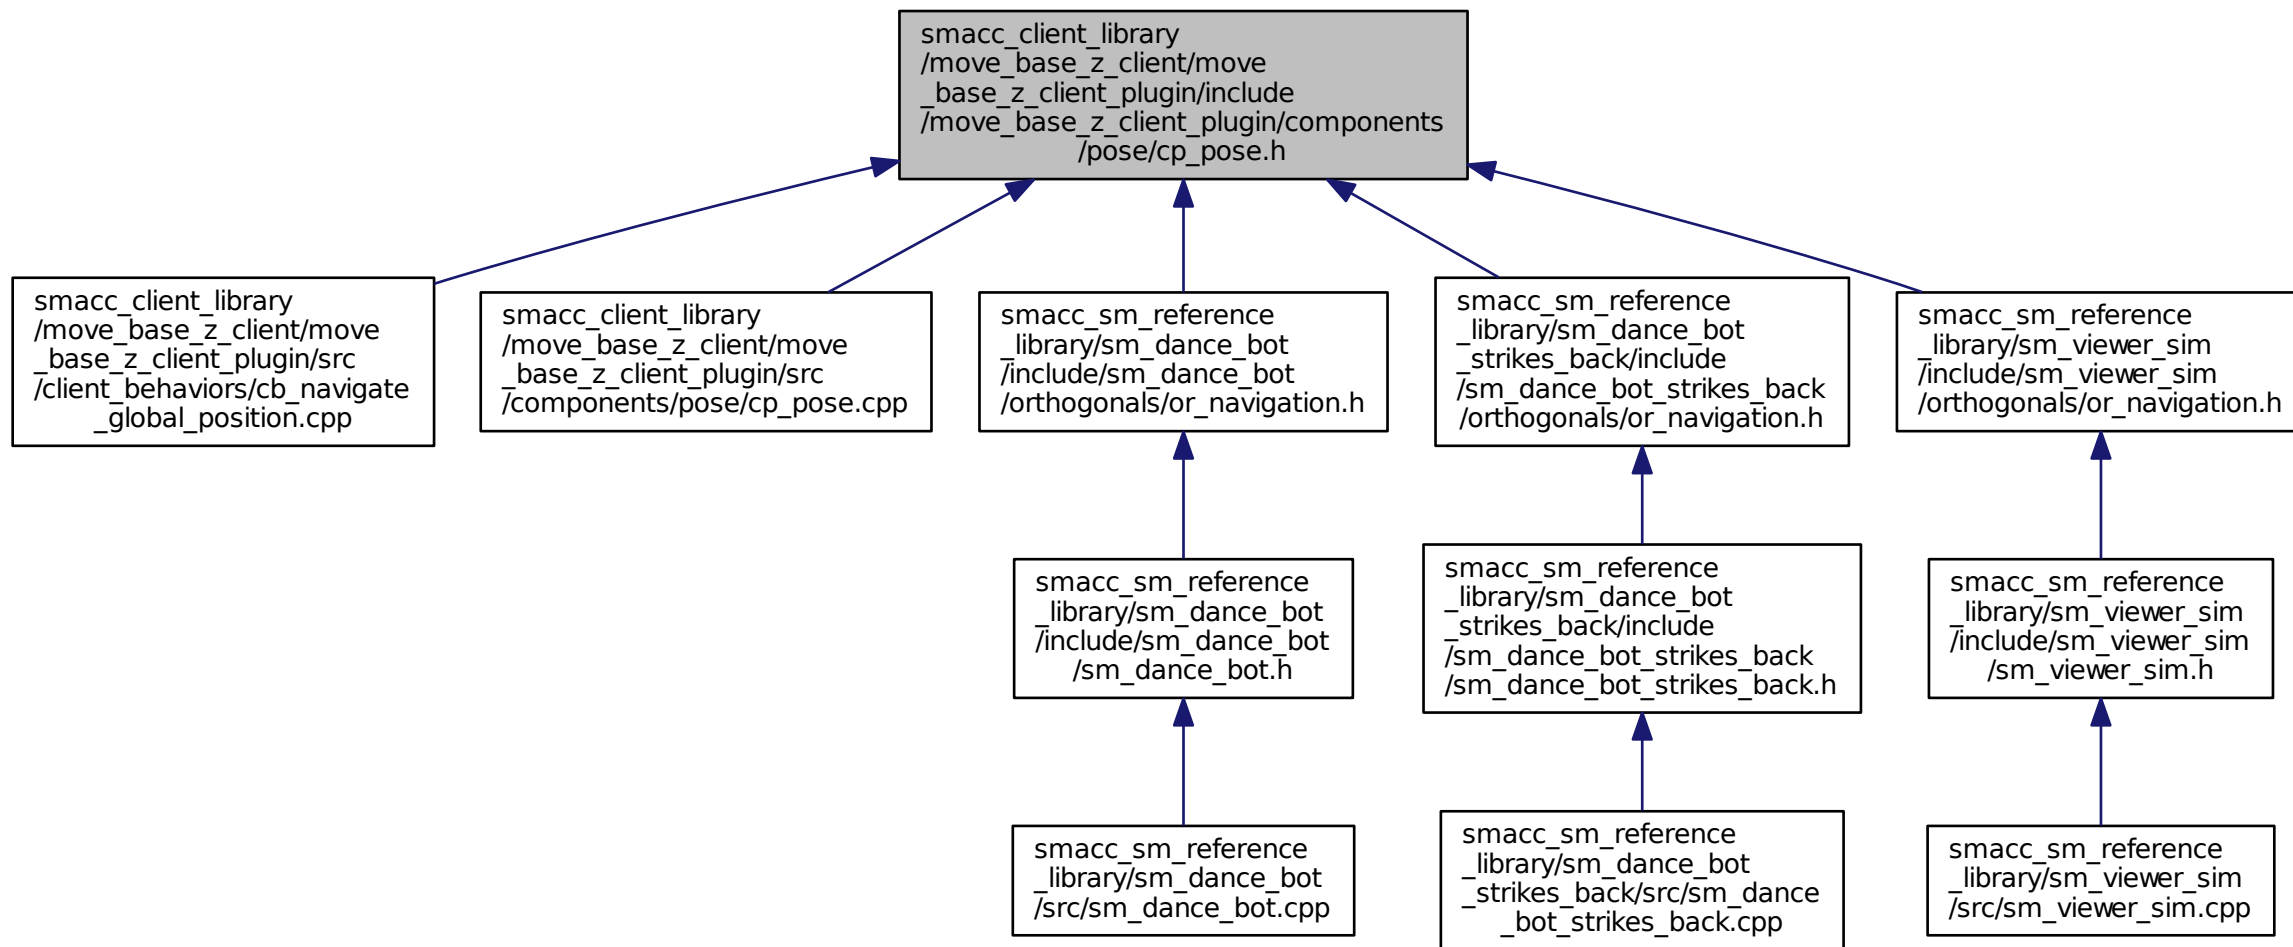 smacc_client_library
/move_base_z_client/move
_base_z_client_plugin/include
/move_base_z_client_plugin/components
/pose/cp_pose.h
smacc_client_library
/move_base_z_client/move
_base_z_client_plugin/src
/client_behaviors/cb_navigate
_global_position.cpp
smacc_client_library
/move_base_z_client/move
_base_z_client_plugin/src
/components/pose/cp_pose.cpp
smacc_sm_reference
_library/sm_dance_bot
/include/sm_dance_bot
/orthogonals/or_navigation.h
smacc_sm_reference
_library/sm_dance_bot
_strikes_back/include
/sm_dance_bot_strikes_back
/orthogonals/or_navigation.h
smacc_sm_reference
_library/sm_viewer_sim
/include/sm_viewer_sim
/orthogonals/or_navigation.h
smacc_sm_reference
_library/sm_dance_bot
/include/sm_dance_bot
/sm_dance_bot.h
smacc_sm_reference
_library/sm_dance_bot
_strikes_back/include
/sm_dance_bot_strikes_back
/sm_dance_bot_strikes_back.h
smacc_sm_reference
_library/sm_viewer_sim
/include/sm_viewer_sim
/sm_viewer_sim.h
smacc_sm_reference
_library/sm_dance_bot
/src/sm_dance_bot.cpp
smacc_sm_reference
_library/sm_dance_bot
_strikes_back/src/sm_dance
_bot_strikes_back.cpp
smacc_sm_reference
_library/sm_viewer_sim
/src/sm_viewer_sim.cpp